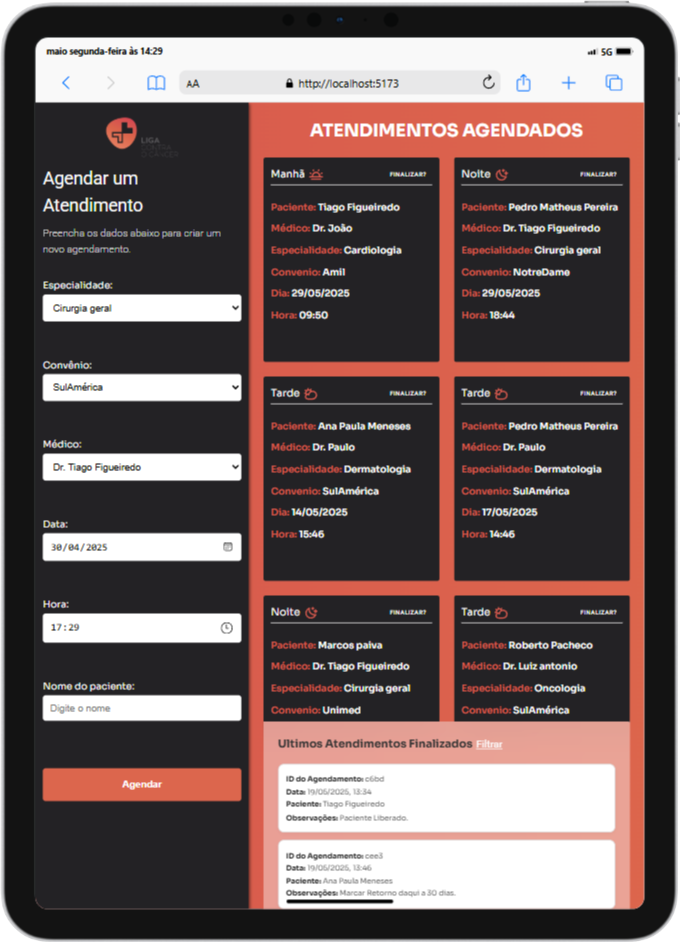 maio segunda-feira às 14:29
5G
AA
http://localhost:5173
LIGA
Agendar um
Atendimento
Preencha os dados abaixo para criar um
novo agendamento.
Especialidade:
Cirurgia geral
Convênio:
SulAmérica
Médico:
Dr. Tiago Figueiredo
Data:
30/04/2025
Hora:
17:29
Nome do paciente:
Digite o nome
Agendar
ATENDIMENTOS AGENDADOS
Manhã FINALIZAR?
Paciente: Tiago Figueiredo
Médico: Dr. João
Especialidade: Cardiologia
Convenio: Amil
Dia: 29/05/2025
Hora: 09:50
Noite FINALIZAR?
Paciente: Pedro Matheus Pereira
Médico: Dr. Tiago Figueiredo
Especialidade: Cirurgia geral
Convenio: NotreDame
Dia: 29/05/2025
Hora: 18:44
Tarde FINALIZAR?
Paciente: Ana Paula Meneses
Médico: Dr. Paulo
Especialidade: Dermatologia
Convenio: SulAmérica
Dia: 14/05/2025
Hora: 15:46
Tarde FINALIZAR?
Paciente: Pedro Matheus Pereira
Médico: Dr. Paulo
Especialidade: Dermatologia
Convenio: SulAmérica
Dia: 17/05/2025
Hora: 14:46
Noite FINALIZAR?
Paciente: Marcos paiva
Médico: Dr. Tiago Figueiredo
Especialidade: Cirurgia geral
Convenio: Unimed
Tarde FINALIZAR?
Paciente: Roberto Pacheco
Médico: Dr. Luiz antonio
Especialidade: Oncologia
Convenio: SulAmérica
Ultimos Atendimentos Finalizados Filtrar
ID do Agendamento: c6bd
Data: 19/05/2025, 13:34
Paciente: Tiago Figueiredo
Observações: Paciente Liberado.
ID do Agendamento: cee3
Data: 19/05/2025, 13:46
Paciente: Ana Paula Meneses
Observações: Marcar Retorno daqui a 30 dias.